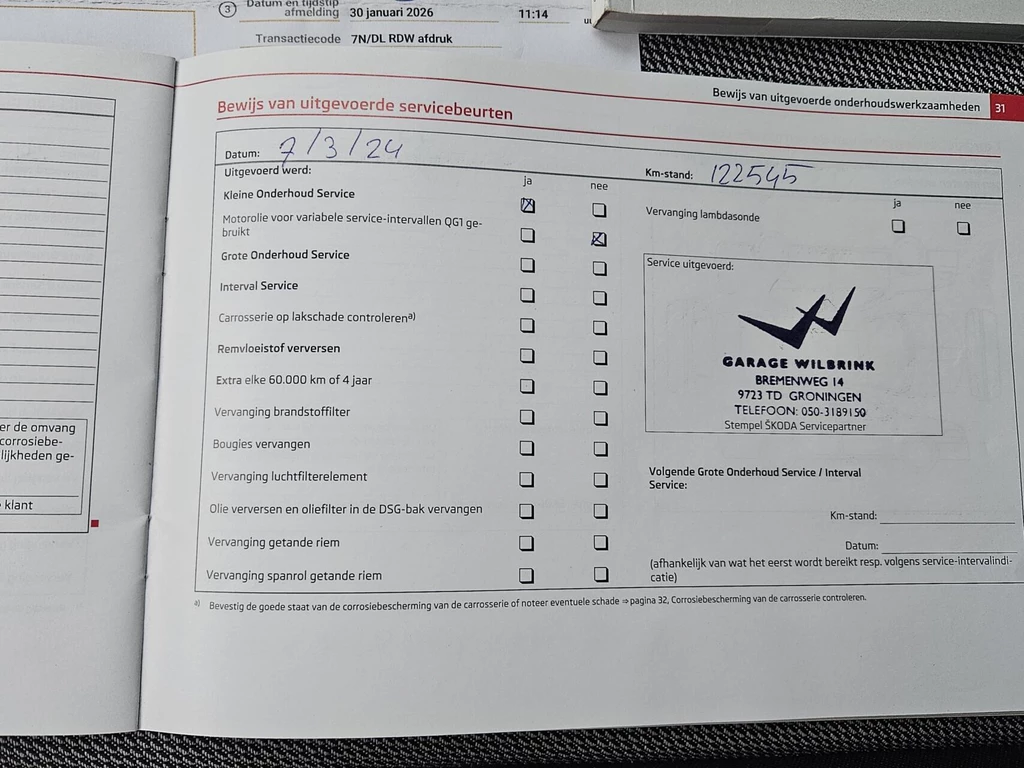 3 Datum en tijdstip afmelding 30 januari 2026 11:14
Transactiecode 7N/DL RDW afdruk
Bewijs van uitgevoerde onderhoudswerkzaamheden 31
Bewijs van uitgevoerde servicebeurten
Datum: 7/3/24
Km-stand: 122545
Uitgevoerd werd:
ja nee
Kleine Onderhoud Service
Motorolie voor variabele service-intervallen QG1 ge-
bruikt
Grote Onderhoud Service
Interval Service
Carrosserie op lakschade controleren a)
Remvloeistof verversen
Extra elke 60.000 km of 4 jaar
Vervanging brandstoffilter
Bougies vervangen
Vervanging luchtfilterelement
Olie verversen en oliefilter in de DSG-bak vervangen
Vervanging getande riem
Vervanging spanrol getande riem
ja nee
Vervanging lambdasonde
Service uitgevoerd:
GARAGE WILBRINK
BREMENWEG 14
9723 TD GRONINGEN
TELEFOON: 050-3189150
Stempel ŠKODA Servicepartner
Volgende Grote Onderhoud Service / Interval
Service:
Km-stand:
Datum:
(afhankelijk van wat het eerst wordt bereikt resp. volgens service-intervalindi-
catie)
a) Bevestig de goede staat van de corrosiebescherming van de carrosserie of noteer eventuele schade ⇒ pagina 32, Corrosiebescherming van de carrosserie controleren.
er de omvang
corrosiebe-
lijkheden ge-
klant